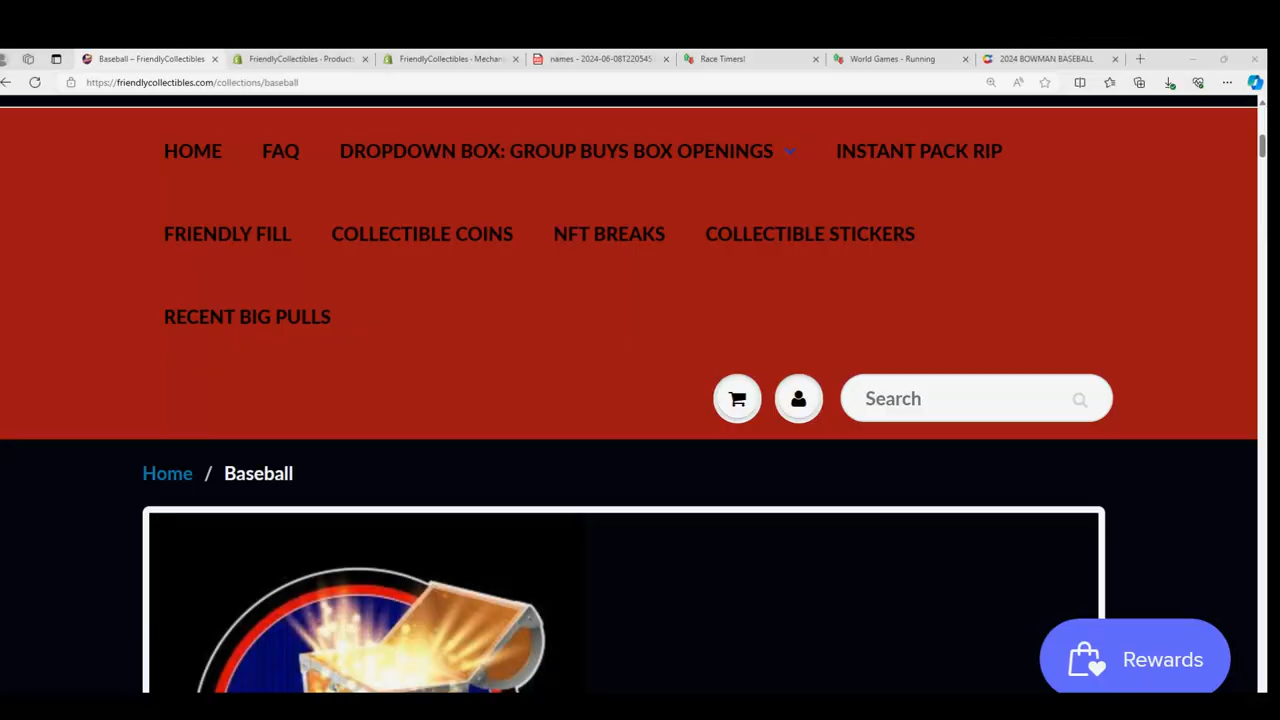 Baseball – FriendlyCollectibles
FriendlyCollectibles - Products
FriendlyCollectibles - Mechan
names - 2024-06-08T220545
Race Timers!
World Games - Running
2024 BOWMAN BASEBALL
https://friendlycollectibles.com/collections/baseball
HOME
FAQ
DROPDOWN BOX: GROUP BUYS BOX OPENINGS
INSTANT PACK RIP
FRIENDLY FILL
COLLECTIBLE COINS
NFT BREAKS
COLLECTIBLE STICKERS
RECENT BIG PULLS
Search
Home / Baseball
Rewards